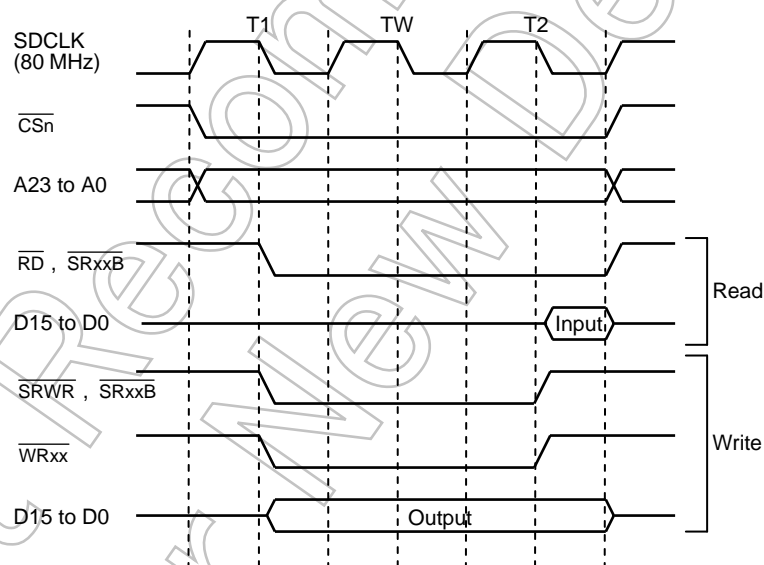 T1 TW T2
SDCLK
(80 MHz)
CSn
A23 to A0
RD , SRxxB
Read
D15 to D0
Input
SRWR , SRxxB
Write
WRxx
D15 to D0
Output